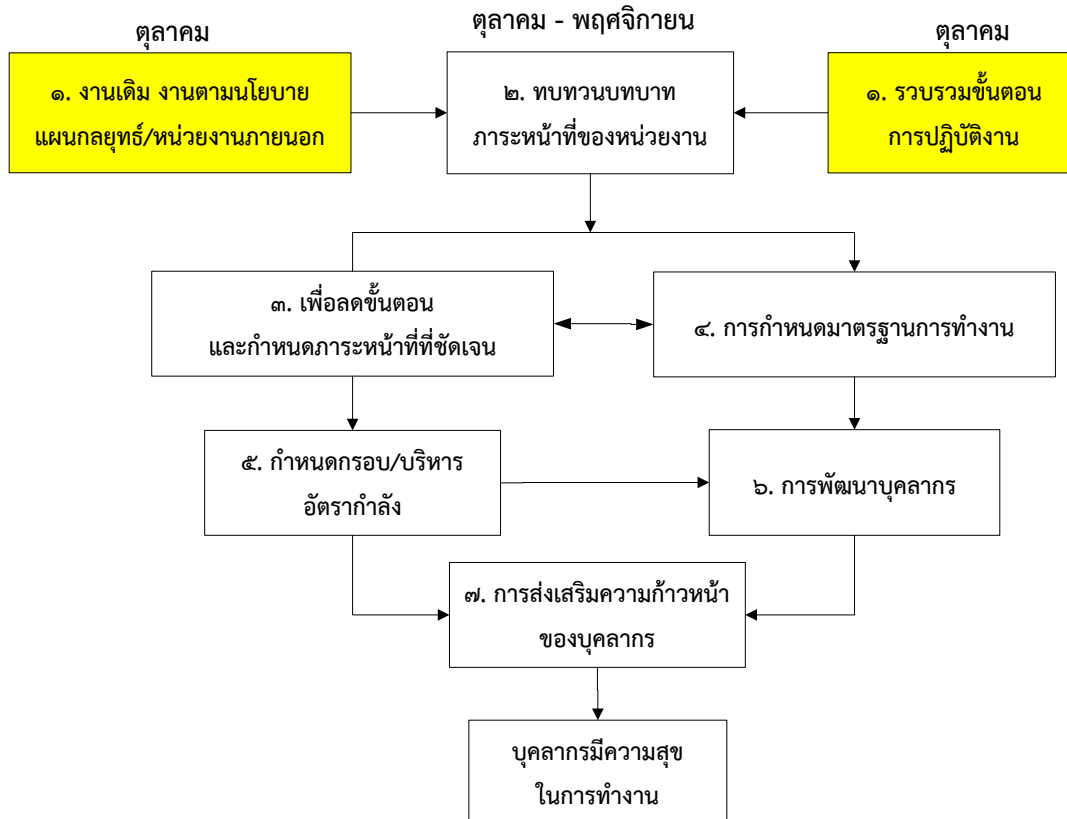 ตุลาคม
ตุลาคม - พฤศจิกายน
ตุลาคม
๑. งานเดิม งานตามนโยบาย
แผนกลยุทธ์/หน่วยงานภายนอก
๒. ทบทวนบทบาท
ภาระหน้าที่ของหน่วยงาน
๑. รวบรวมขั้นตอน
การปฏิบัติงาน
๓. เพื่อลดขั้นตอน
และกำหนดภาระหน้าที่ที่ชัดเจน
๔. การกำหนดมาตรฐานการทำงาน
๕. กำหนดกรอบ/บริหาร
อัตรากำลัง
๖. การพัฒนาบุคลากร
๗. การส่งเสริมความก้าวหน้า
ของบุคลากร
บุคลากรมีความสุข
ในการทำงาน